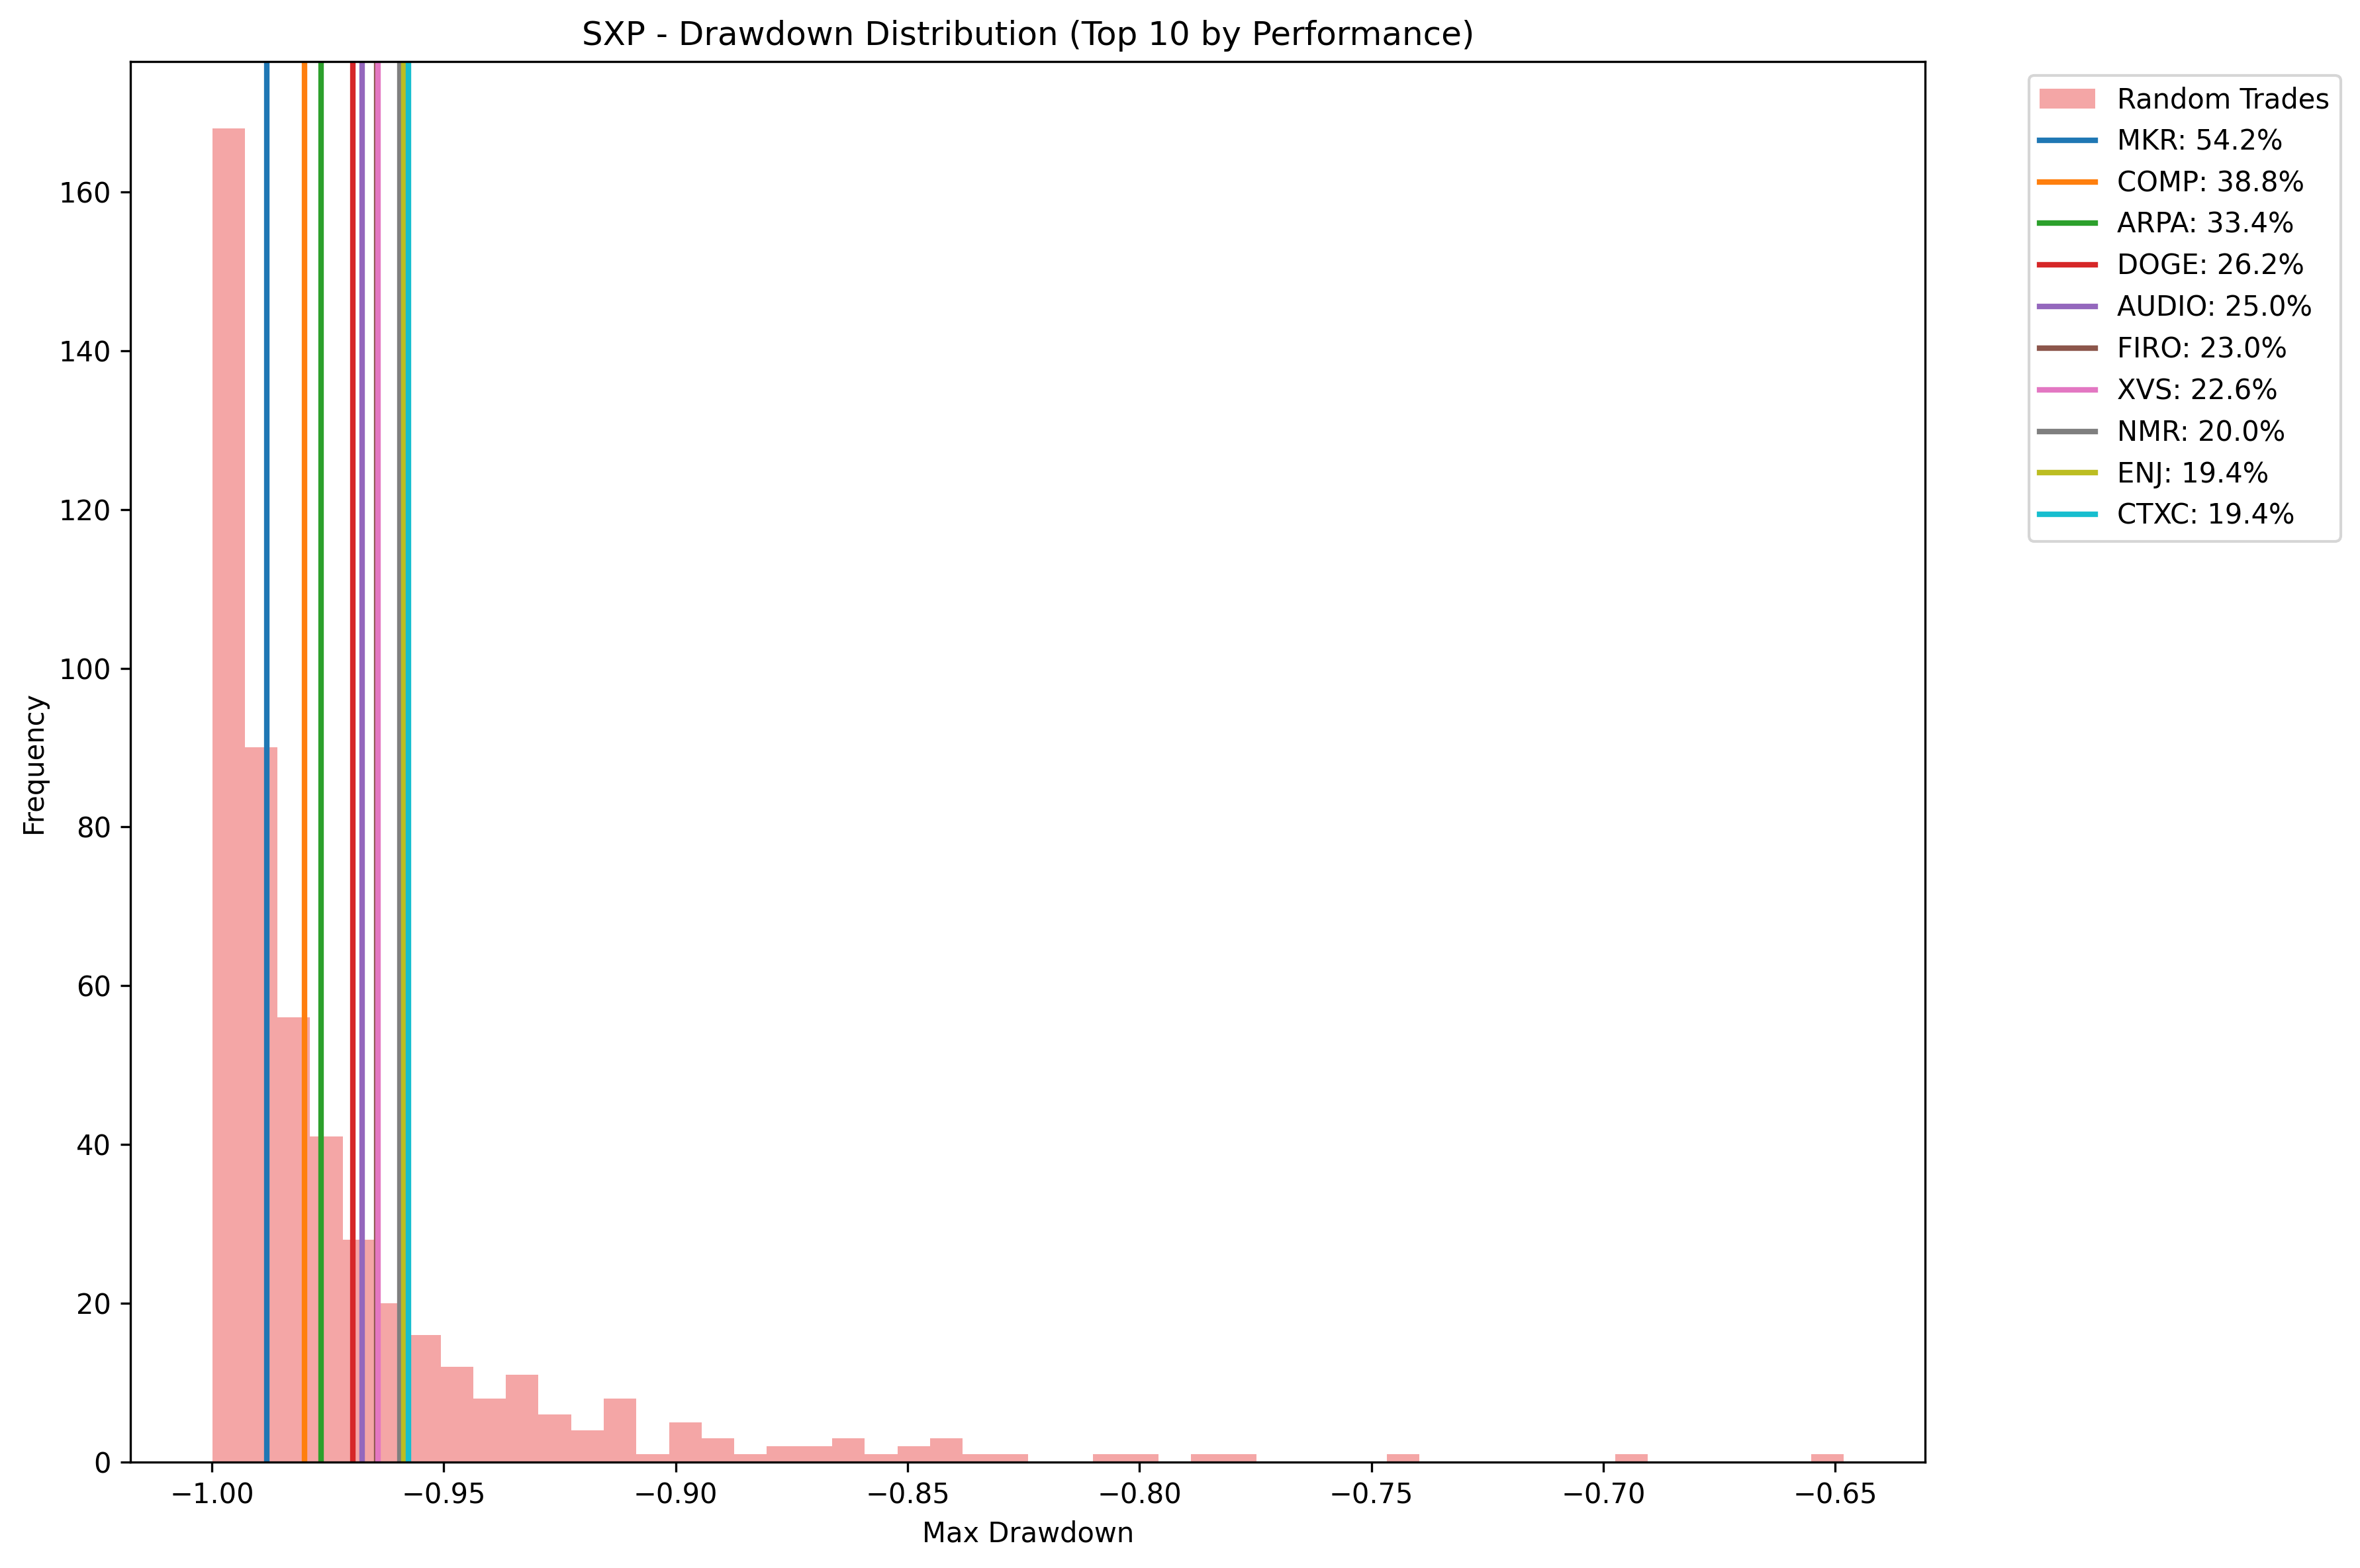 SXP - Drawdown Distribution (Top 10 by Performance)
Random Trades
MKR: 54.2%
COMP: 38.8%
ARPA: 33.4%
DOGE: 26.2%
AUDIO: 25.0%
FIRO: 23.0%
XVS: 22.6%
NMR: 20.0%
ENJ: 19.4%
CTXC: 19.4%
Frequency
160
140
120
100
80
60
40
20
0
−1.00 −0.95 −0.90 −0.85 −0.80 −0.75 −0.70 −0.65
Max Drawdown